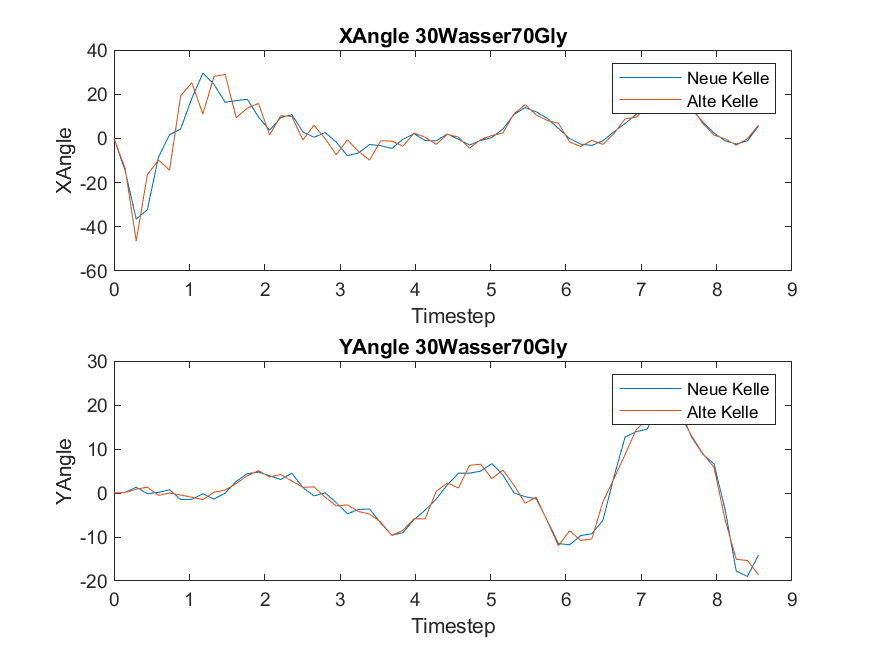 XAngle 30Wasser70Gly
40
20
0
-20
-40
-60
XAngle
Neue Kelle
Alte Kelle
0 1 2 3 4 5 6 7 8 9
Timestep
YAngle 30Wasser70Gly
30
20
10
0
-10
-20
YAngle
Neue Kelle
Alte Kelle
0 1 2 3 4 5 6 7 8 9
Timestep